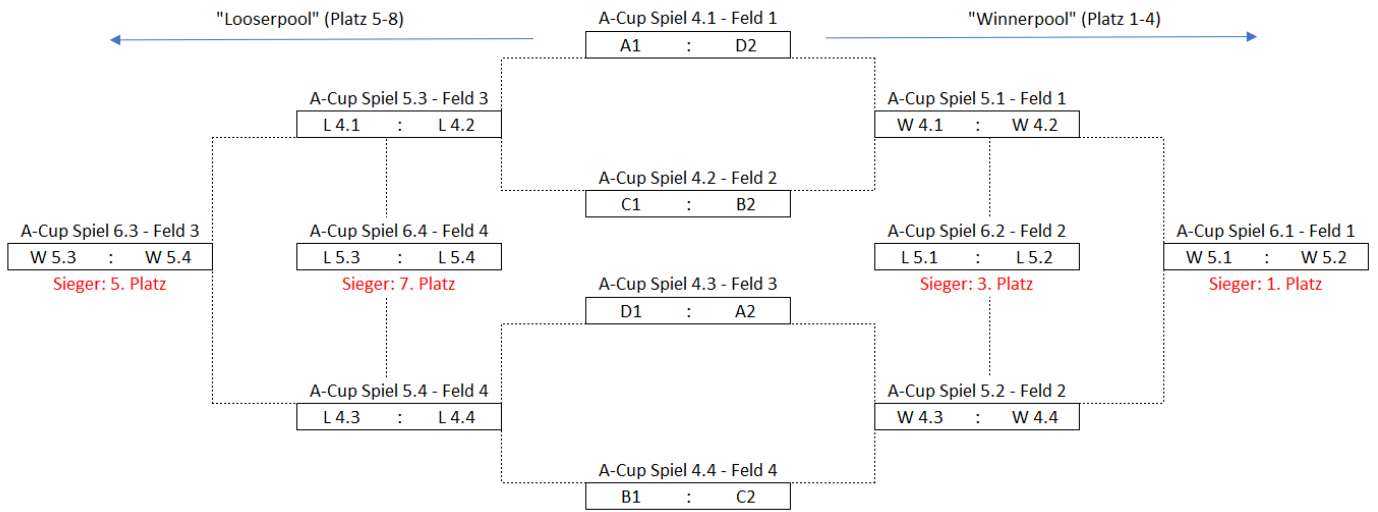 "Looserpool" (Platz 5-8)
A-Cup Spiel 4.1 - Feld 1
"Winnerpool" (Platz 1-4)
A1 : D2
A-Cup Spiel 5.3 - Feld 3
A-Cup Spiel 5.1 - Feld 1
L 4.1 : L 4.2
W 4.1 : W 4.2
A-Cup Spiel 4.2 - Feld 2
C1 : B2
A-Cup Spiel 6.3 - Feld 3
A-Cup Spiel 6.4 - Feld 4
A-Cup Spiel 6.2 - Feld 2
A-Cup Spiel 6.1 - Feld 1
W 5.3 : W 5.4
L 5.3 : L 5.4
L 5.1 : L 5.2
W 5.1 : W 5.2
Sieger: 5. Platz
Sieger: 7. Platz
Sieger: 3. Platz
Sieger: 1. Platz
A-Cup Spiel 4.3 - Feld 3
D1 : A2
A-Cup Spiel 5.4 - Feld 4
A-Cup Spiel 5.2 - Feld 2
L 4.3 : L 4.4
W 4.3 : W 4.4
A-Cup Spiel 4.4 - Feld 4
B1 : C2